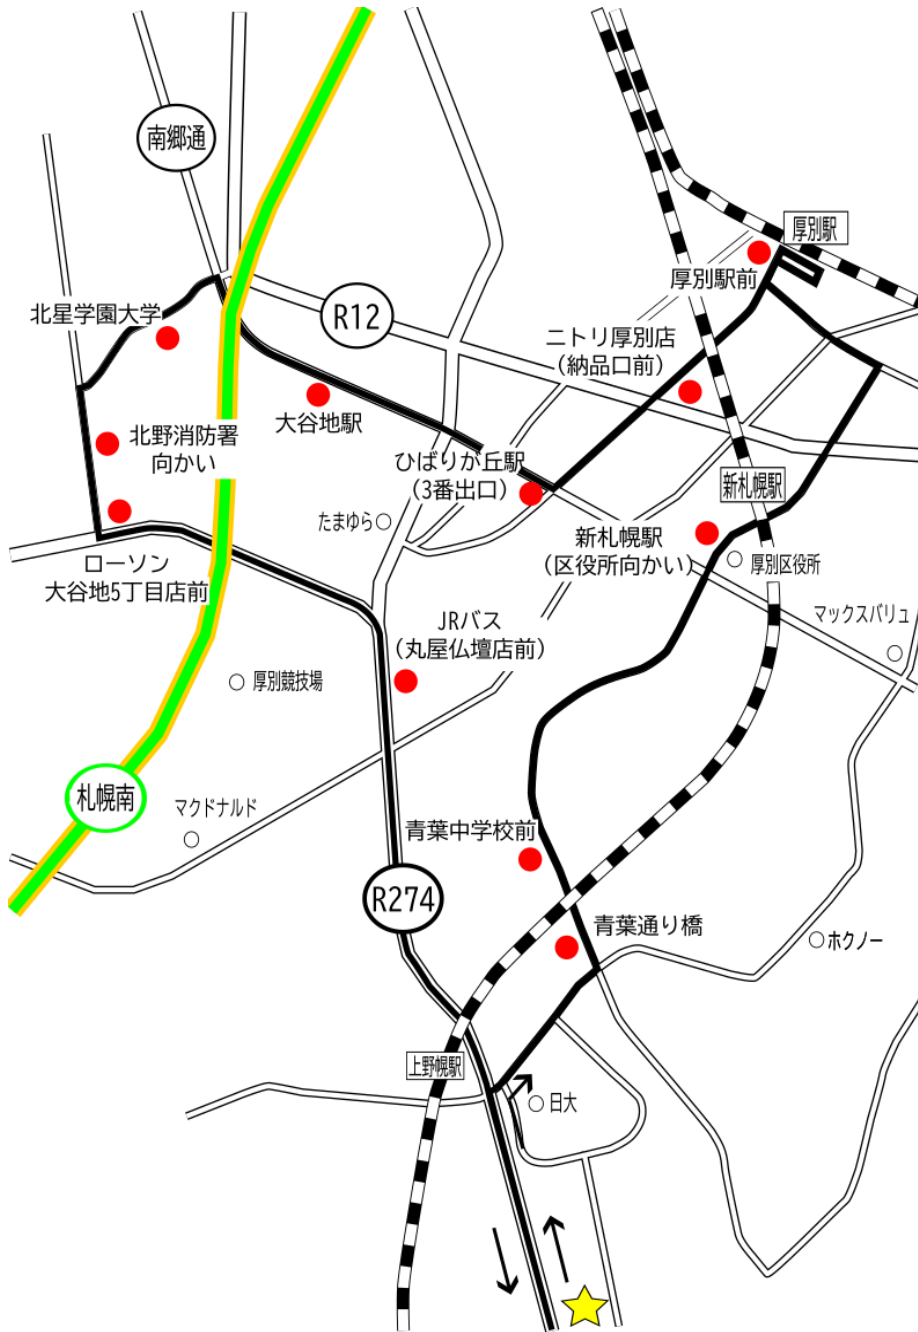 南郷通
厚別駅
厚別駅前
北星学園大学
R12
ニトリ厚別店
(納品口前)
大谷地駅
北野消防署
向かい
ひばりが丘駅
(3番出口)
新札幌駅
たまゆら
新札幌駅
(区役所向かい)
厚別区役所
ローソン
大谷地5丁目店前
マックスバリュ
JRバス
(丸屋仏壇店前)
厚別競技場
札幌南
マクドナルド
青葉中学校前
R274
青葉通り橋
ホクノー
上野幌駅
日大